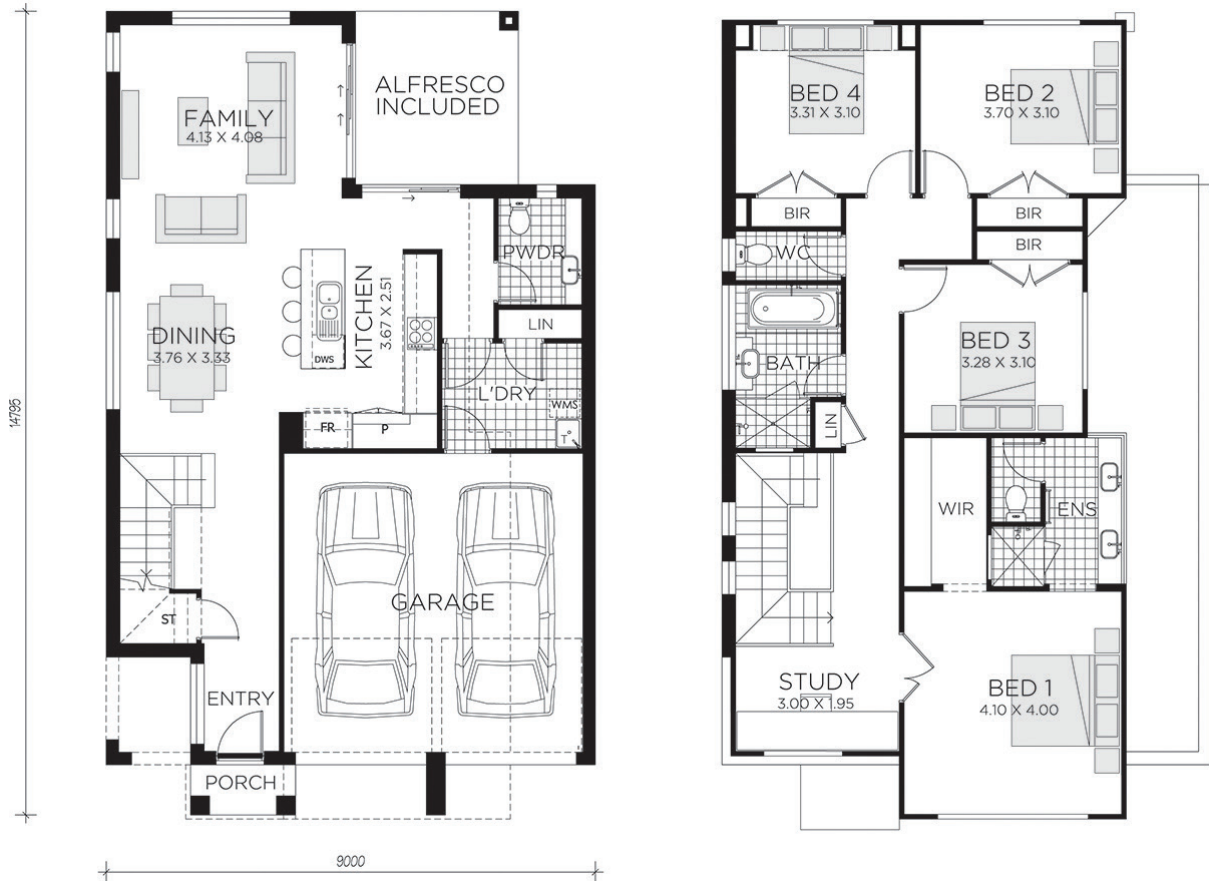 FAMILY
4.13 X 4.08
ALFRESCO
INCLUDED
PWDR
KITCHEN
3.67 X 2.51
DINING
3.76 X 3.33
DWS
LIN
L'DRY
WMS
T
FR
P
GARAGE
ST
ENTRY
PORCH
14795
9000
BED 4
3.31 X 3.10
BED 2
3.70 X 3.10
BIR
BIR
BIR
WC
BATH
BED 3
3.28 X 3.10
LIN
WIR
ENS
STUDY
3.00 X 1.95
BED 1
4.10 X 4.00